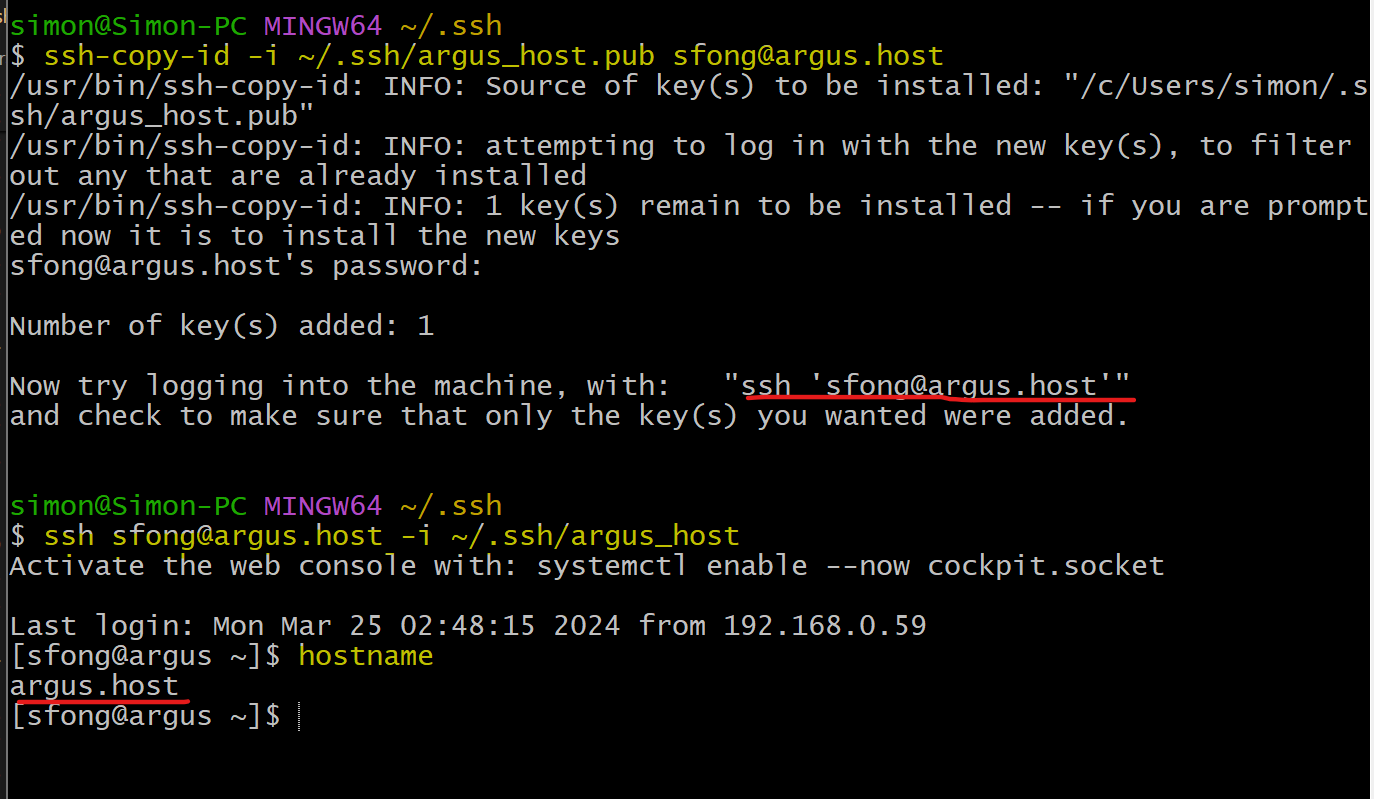 simon@Simon-PC MINGW64 ~/.ssh
$ ssh-copy-id -i ~/.ssh/argus_host.pub sfong@argus.host
/usr/bin/ssh-copy-id: INFO: Source of key(s) to be installed: "/c/Users/simon/.s
sh/argus_host.pub"
/usr/bin/ssh-copy-id: INFO: attempting to log in with the new key(s), to filter
out any that are already installed
/usr/bin/ssh-copy-id: INFO: 1 key(s) remain to be installed -- if you are prompt
ed now it is to install the new keys
sfong@argus.host's password:
Number of key(s) added: 1
Now try logging into the machine, with:   "ssh 'sfong@argus.host'"
and check to make sure that only the key(s) you wanted were added.
simon@Simon-PC MINGW64 ~/.ssh
$ ssh sfong@argus.host -i ~/.ssh/argus_host
Activate the web console with: systemctl enable --now cockpit.socket
Last login: Mon Mar 25 02:48:15 2024 from 192.168.0.59
[sfong@argus ~]$ hostname
argus.host
[sfong@argus ~]$